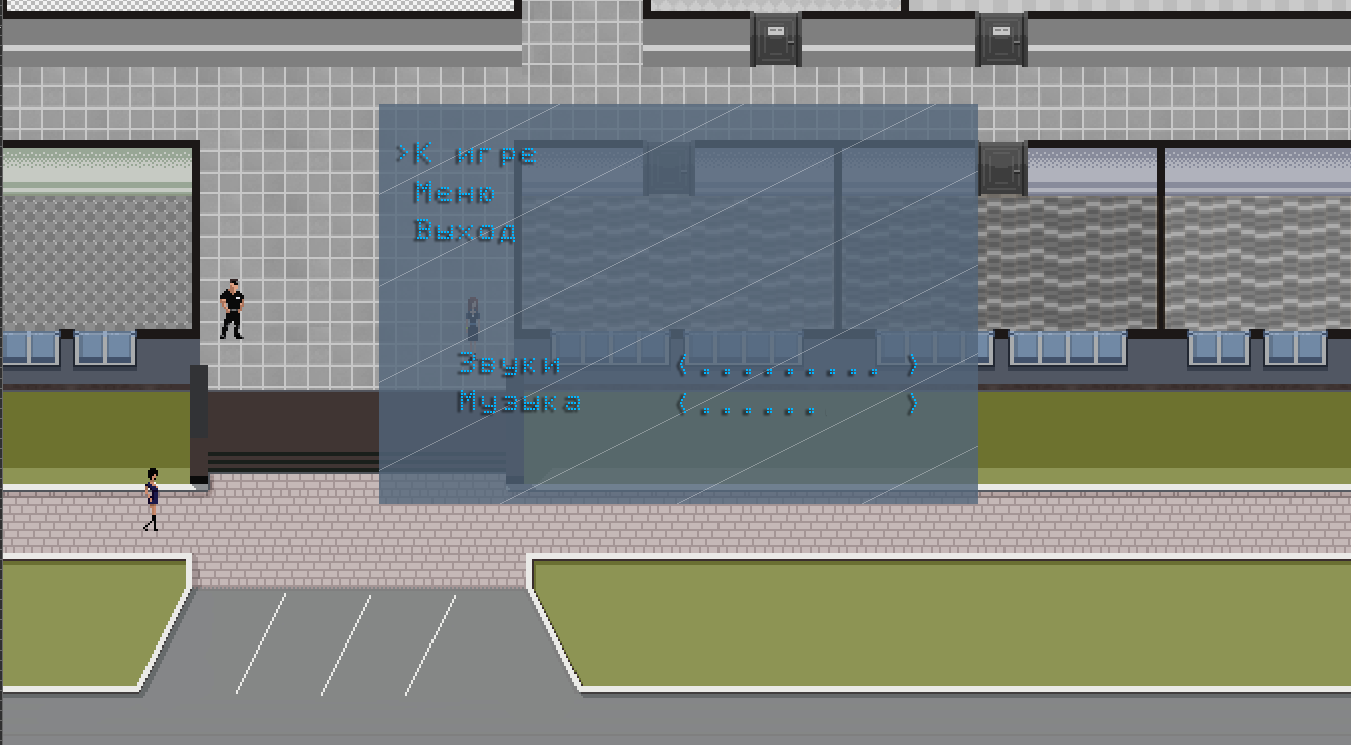 >К игре
Меню
Выход
Звуки <......... >
Музыка <...... >